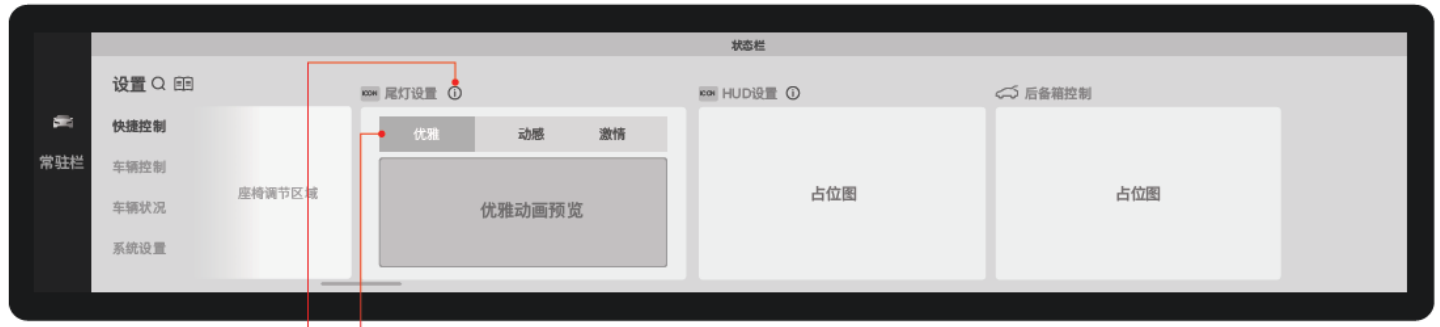 状态栏
常驻栏
设置
快捷控制
车辆控制
车辆状况
系统设置
座椅调节区域
ICON 尾灯设置
优雅 动感 激情
优雅动画预览
ICON HUD设置
占位图
后备箱控制
占位图